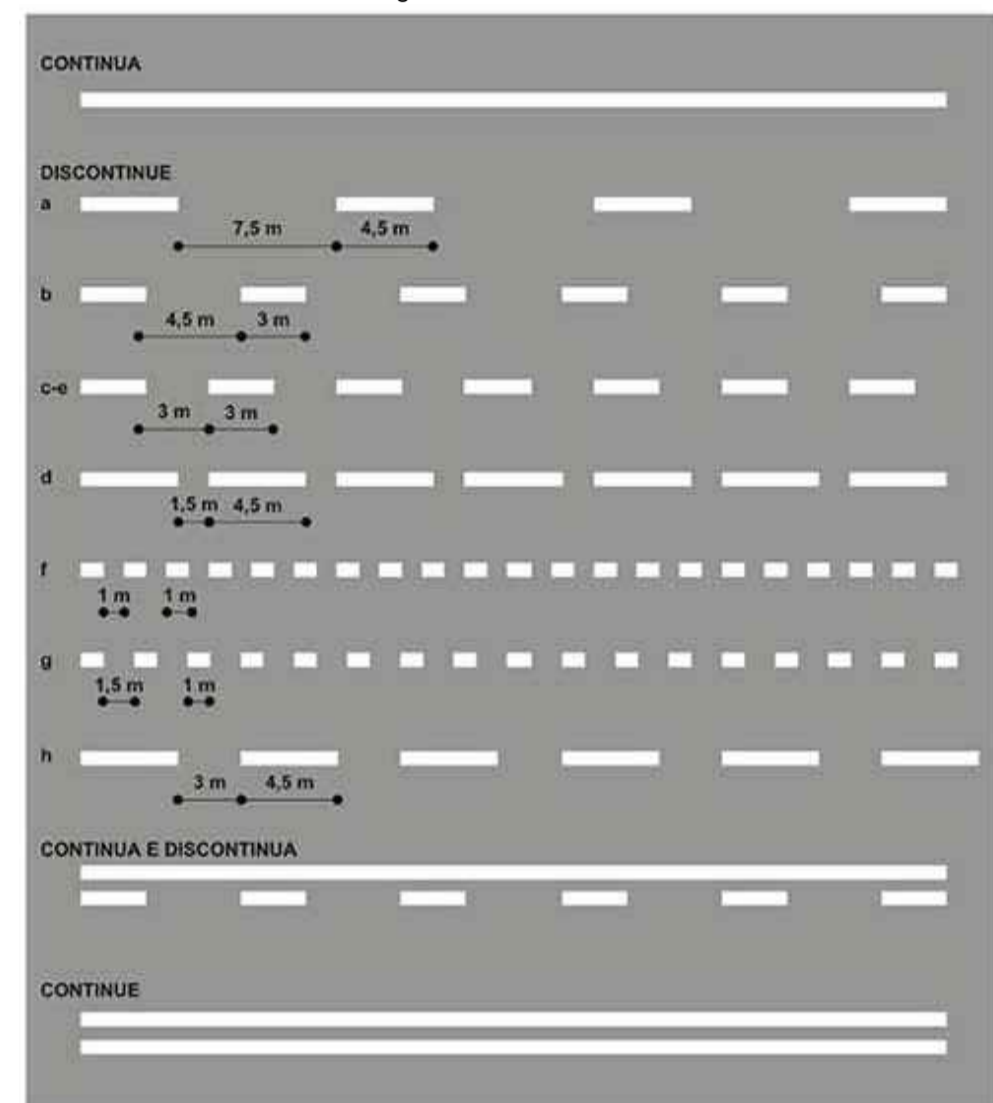 CONTINUA
DISCONTINUE
a
7,5 m 4,5 m
b
4,5 m 3 m
c-e
3 m 3 m
d
1,5 m 4,5 m
f
1 m 1 m
g
1,5 m 1 m
h
3 m 4,5 m
CONTINUA E DISCONTINUA
CONTINUE